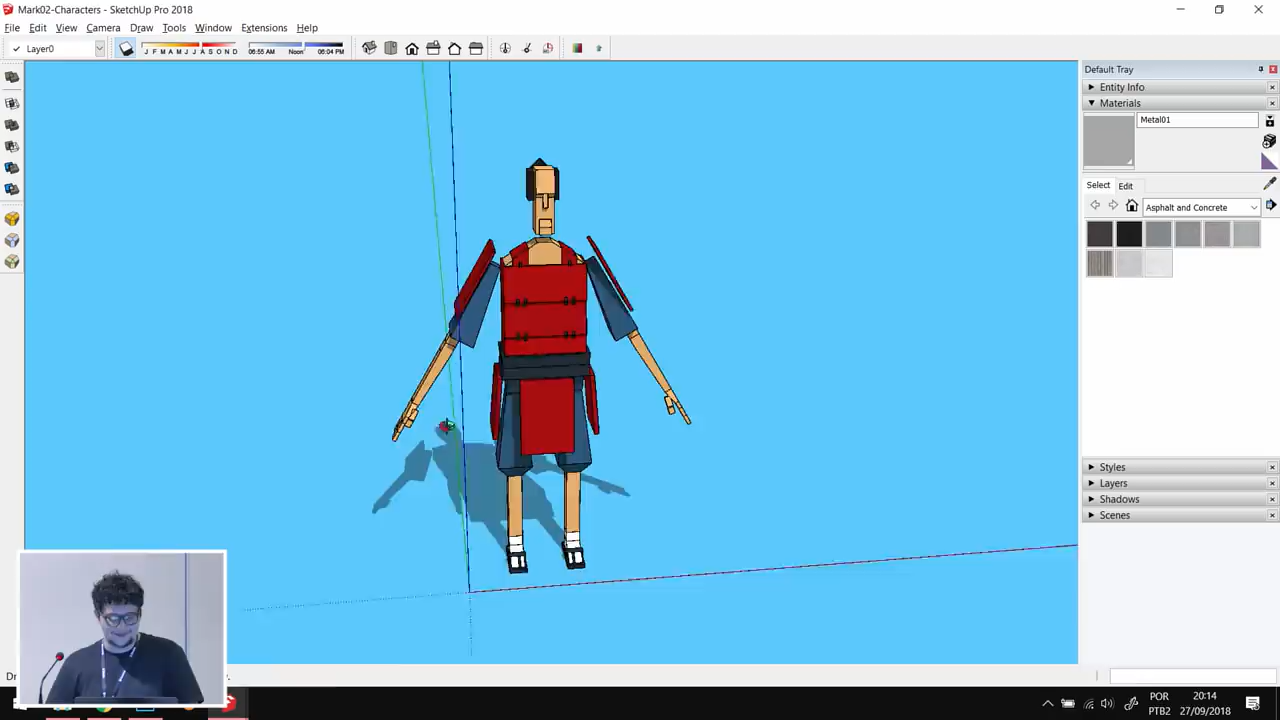 Mark02-Characters - SketchUp Pro 2018
File Edit View Camera Draw Tools Window Extensions Help
Layer0
J F M A M J J A S O N D
06:55 AM Noon 06:04 PM
Default Tray
Entity Info
Materials
Metal01
Select Edit
Asphalt and Concrete
Styles
Layers
Shadows
Scenes
POR
PTB2
20:14
27/09/2018